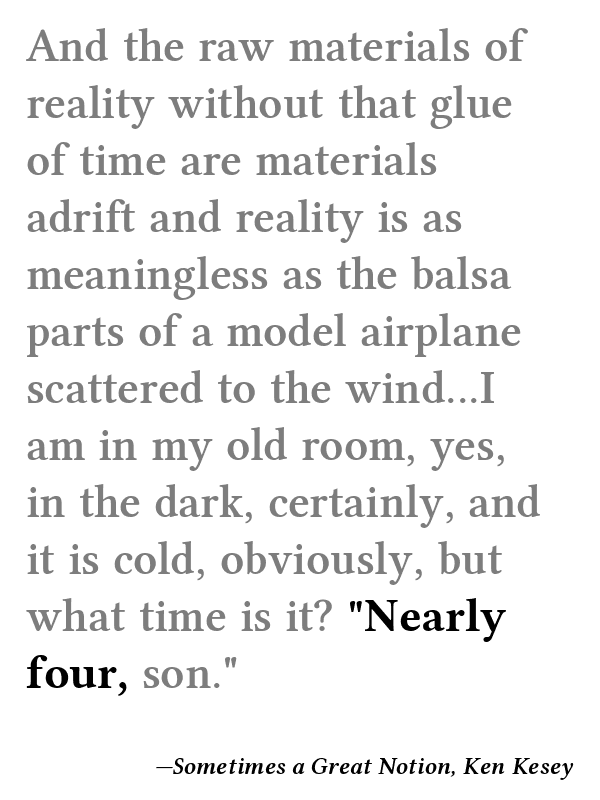 And the raw materials of
reality without that glue
of time are materials
adrift and reality is as
meaningless as the balsa
parts of a model airplane
scattered to the wind...I
am in my old room, yes,
in the dark, certainly, and
it is cold, obviously, but
what time is it? "Nearly
four, son."
—Sometimes a Great Notion, Ken Kesey